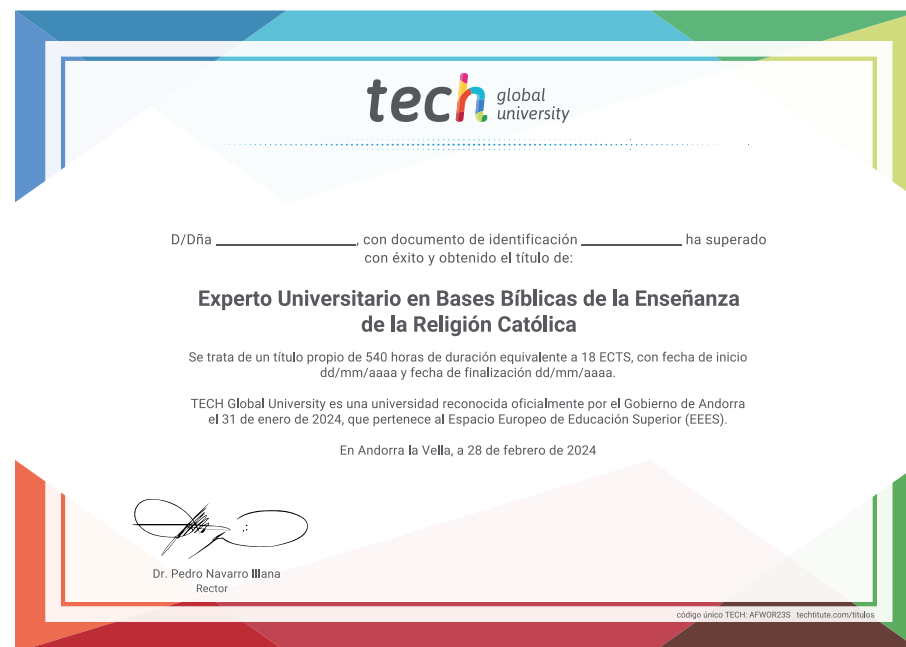 tech global university
D/Dña ____________________, con documento de identificación ______________ ha superado
con éxito y obtenido el título de:
Experto Universitario en Bases Bíblicas de la Enseñanza
de la Religión Católica
Se trata de un título propio de 540 horas de duración equivalente a 18 ECTS, con fecha de inicio
dd/mm/aaaa y fecha de finalización dd/mm/aaaa.
TECH Global University es una universidad reconocida oficialmente por el Gobierno de Andorra
el 31 de enero de 2024, que pertenece al Espacio Europeo de Educación Superior (EEES).
En Andorra la Vella, a 28 de febrero de 2024
Dr. Pedro Navarro Illana
Rector
código único TECH: AFWOR23S techtitute.com/titulos